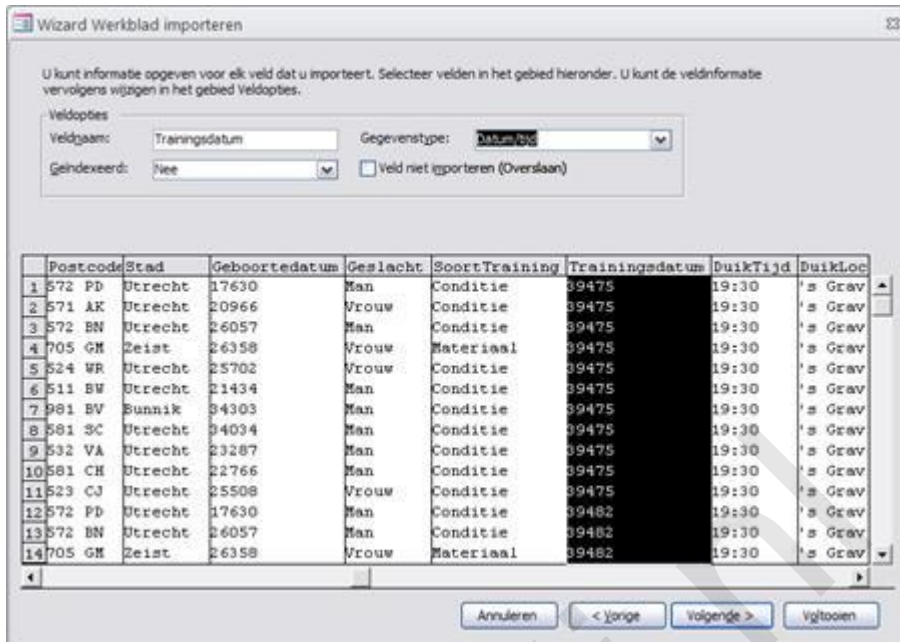 Wizard Werkblad importeren
U kunt informatie opgeven voor elk veld dat u importeert. Selecteer velden in het gebied hieronder. U kunt de veldinformatie
vervolgens wijzigen in het gebied Veldopties.
Veldopties
Veldnaam: Trainingsdatum Gegevenstype: Datum/tijd
Geïndexeerd: Nee Veld niet importeren (Overslaan)
Postcode Stad Geboortedatum Geslacht SoortTraining Trainingsdatum DuikTijd DuikLoc
1 572 PD Utrecht 17630 Man Conditie 39475 19:30 's Grav
2 571 AK Utrecht 20966 Vrouw Conditie 39475 19:30 's Grav
3 572 BN Utrecht 26057 Man Conditie 39475 19:30 's Grav
4 705 GM Zeist 26358 Vrouw Materiaal 39475 19:30 's Grav
5 524 WR Utrecht 25702 Vrouw Conditie 39475 19:30 's Grav
6 511 BW Utrecht 21434 Man Conditie 39475 19:30 's Grav
7 981 BV Bunnik 34303 Man Conditie 39475 19:30 's Grav
8 581 SC Utrecht 34034 Man Conditie 39475 19:30 's Grav
9 532 VA Utrecht 23287 Man Conditie 39475 19:30 's Grav
10 581 CH Utrecht 22766 Man Conditie 39475 19:30 's Grav
11 523 CJ Utrecht 25508 Vrouw Conditie 39475 19:30 's Grav
12 572 PD Utrecht 17630 Man Conditie 39482 19:30 's Grav
13 572 BN Utrecht 26057 Man Conditie 39482 19:30 's Grav
14 705 GM Zeist 26358 Vrouw Materiaal 39482 19:30 's Grav
Annuleren < Vorige Volgende > Voltooien